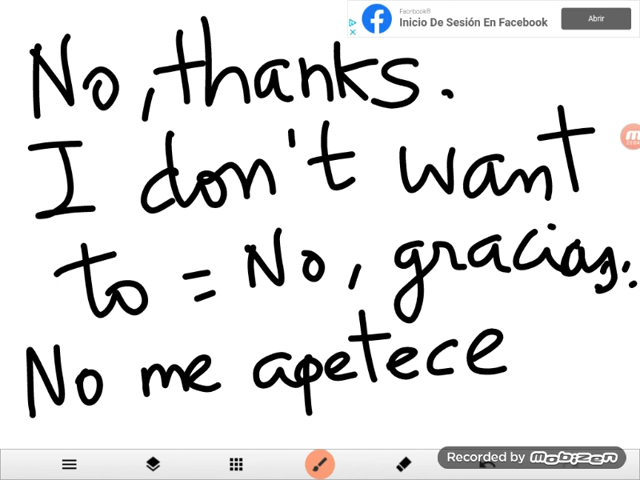 Facebook®
Inicio De Sesión En Facebook
Abrir
No, thanks.
I don't want
to = No, gracias.
No me apetece
Recorded by mobizen